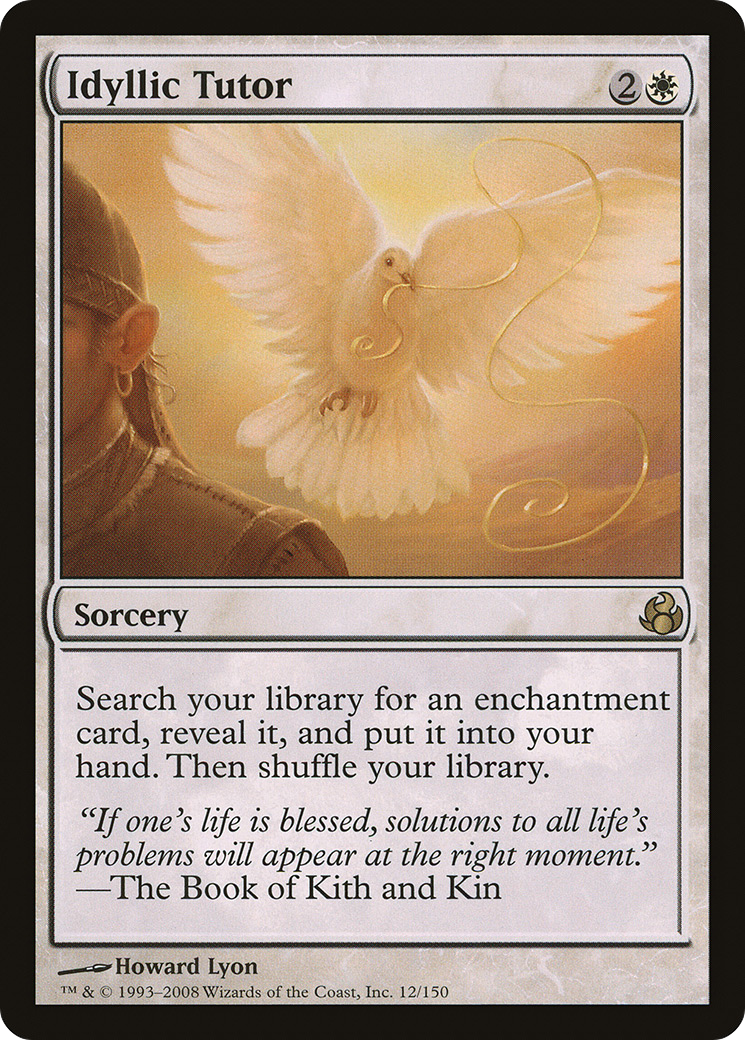 Idyllic Tutor
2
Sorcery
Search your library for an enchantment
card, reveal it, and put it into your
hand. Then shuffle your library.
“If one’s life is blessed, solutions to all life’s
problems will appear at the right moment.”
—The Book of Kith and Kin
Howard Lyon
™ & © 1993–2008 Wizards of the Coast, Inc. 12/150